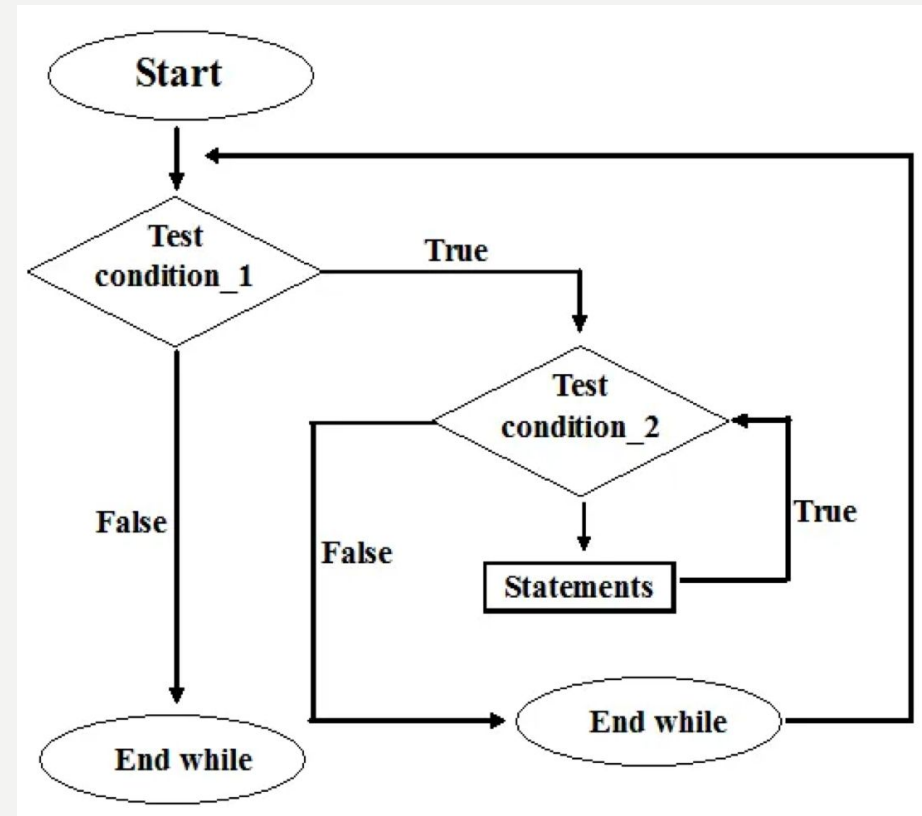 Start
Test
condition_1
True
Test
condition_2
False
False
True
Statements
End while
End while